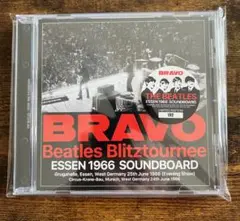 BRAVO
THE BEATLES
ESSEN 1966 SOUNDBOARD
BRAVO
Beatles Blitztournee
ESSEN 1966 SOUNDBOARD
Grugahalle, Essen, West Germany 25th June 1966 (Evening Show)
Circus-Krone-Bau, Munich, West Germany 24th June 1966